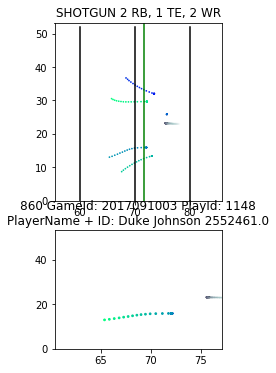 SHOTGUN 2 RB, 1 TE, 2 WR
50
40
30
20
10
0
60 70 80
860 GameId: 2017091003 PlayId: 1148
PlayerName + ID: Duke Johnson 2552461.0
40
20
0
65 70 75